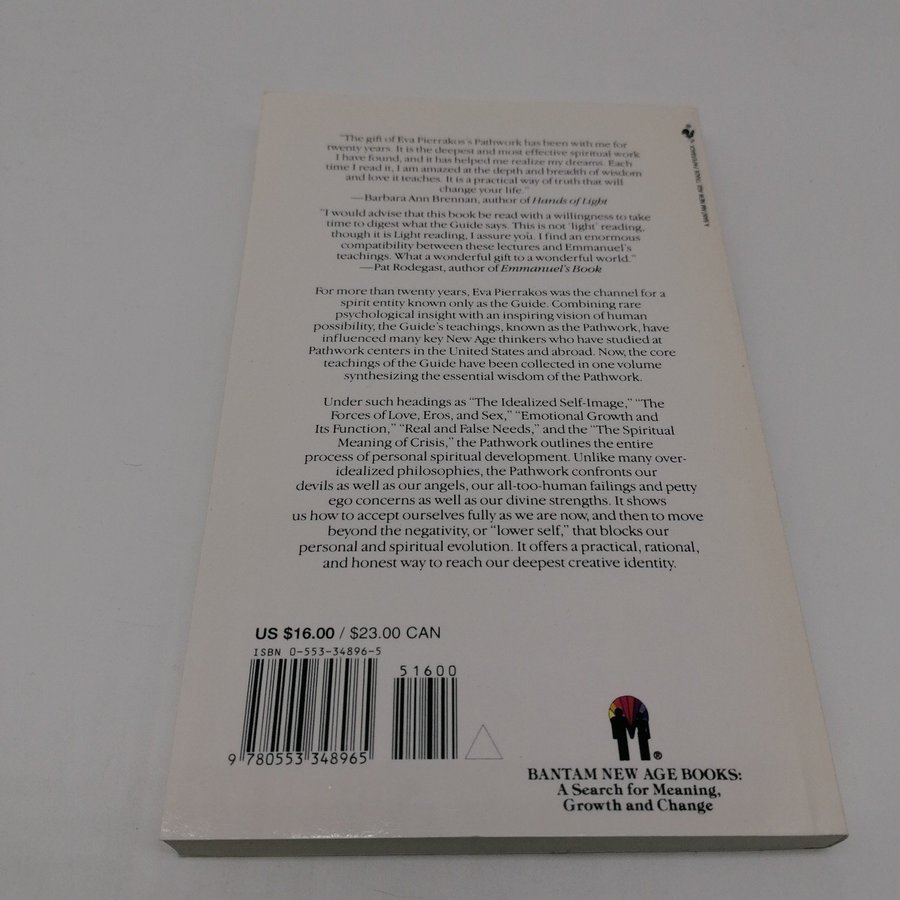 "The gift of Eva Pierrakos's Pathwork has been with me for
twenty years. It is the deepest and most effective spiritual work
I have found, and it has helped me realize my dreams. Each
time I read it, I am amazed at the depth and breadth of wisdom
and love it teaches. It is a practical way of truth that will
change your life."
—Barbara Ann Brennan, author of Hands of Light
"I would advise that this book be read with a willingness to take
time to digest what the Guide says. This is not 'light' reading,
though it is Light reading, I assure you. I find an enormous
compatibility between these lectures and Emmanuel's
teachings. What a wonderful gift to a wonderful world."
—Pat Rodegast, author of Emmanuel's Book
For more than twenty years, Eva Pierrakos was the channel for a
spirit entity known only as the Guide. Combining rare
psychological insight with an inspiring vision of human
possibility, the Guide's teachings, known as the Pathwork, have
influenced many key New Age thinkers who have studied at
Pathwork centers in the United States and abroad. Now, the core
teachings of the Guide have been collected in one volume
synthesizing the essential wisdom of the Pathwork.
Under such headings as "The Idealized Self-Image," "The
Forces of Love, Eros, and Sex," "Emotional Growth and
Its Function," "Real and False Needs," and the "The Spiritual
Meaning of Crisis," the Pathwork outlines the entire
process of personal spiritual development. Unlike many over-
idealized philosophies, the Pathwork confronts our
devils as well as our angels, our all-too-human failings and petty
ego concerns as well as our divine strengths. It shows
us how to accept ourselves fully as we are now, and then to move
beyond the negativity, or "lower self," that blocks our
personal and spiritual evolution. It offers a practical, rational,
and honest way to reach our deepest creative identity.
US $16.00 / $23.00 CAN
ISBN 0-553-34896-5
51600
9 780553 348965
®
BANTAM NEW AGE BOOKS:
A Search for Meaning,
Growth and Change
A BANTAM NEW AGE TRADE PAPERBACK